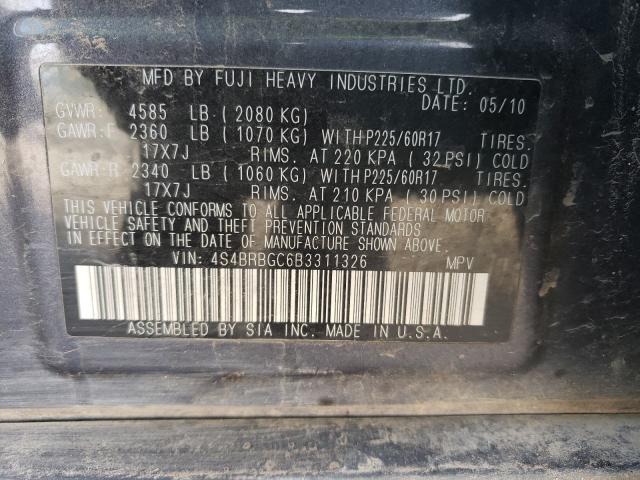 MFD BY FUJI HEAVY INDUSTRIES LTD.
DATE: 05/10
GVWR: 4585 LB (2080 KG)
GAWR:F 2360 LB (1070 KG) WITHP225/60R17 TIRES.
17X7J RIMS. AT 220 KPA (32 PSI) COLD
GAWR:R 2340 LB (1060 KG) WITHP225/60R17 TIRES.
17X7J RIMS. AT 210 KPA (30 PSI) COLD
THIS VEHICLE CONFORMS TO ALL APPLICABLE FEDERAL MOTOR
VEHICLE SAFETY AND THEFT PREVENTION STANDARDS
IN EFFECT ON THE DATE OF MANUFACTURE SHOWN ABOVE.
VIN: 4S4BRBGC6B3311326 MPV
ASSEMBLED BY SIA INC. MADE IN U.S.A.